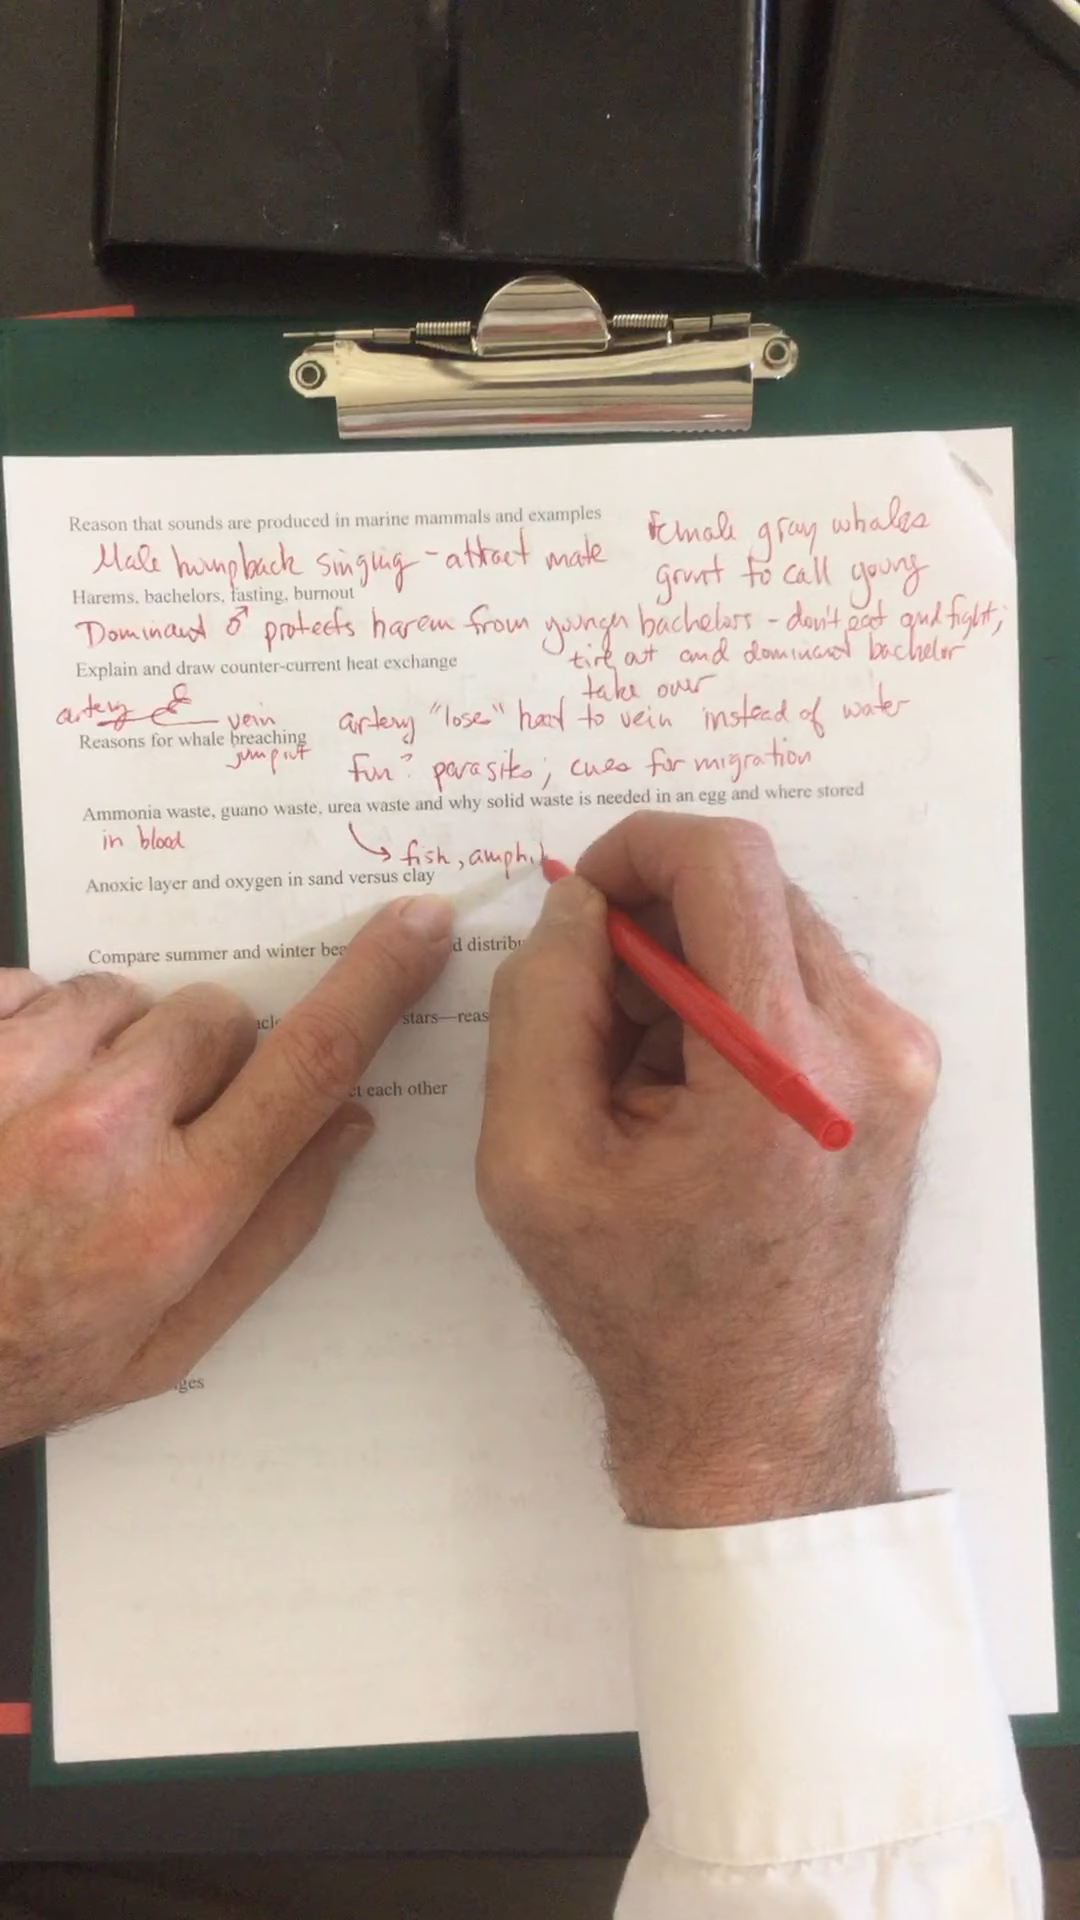 Reason that sounds are produced in marine mammals and examples
Female gray whales
Male humpback singing - attract mate
grunt to call young
Harems, bachelors, fasting, burnout
Dominant ♂ protects harem from younger bachelors - don't eat and fight;
tire out and dominant bachelor
take over
Explain and draw counter-current heat exchange
artery
vein
artery "lose" heat to vein instead of water
Reasons for whale breaching
jump out
fun? parasites; cues for migration
Ammonia waste, guano waste, urea waste and why solid waste is needed in an egg and where stored
in blood
→ fish, amphi
Anoxic layer and oxygen in sand versus clay
Compare summer and winter bea
d distribu
stars—reas
each other
ges